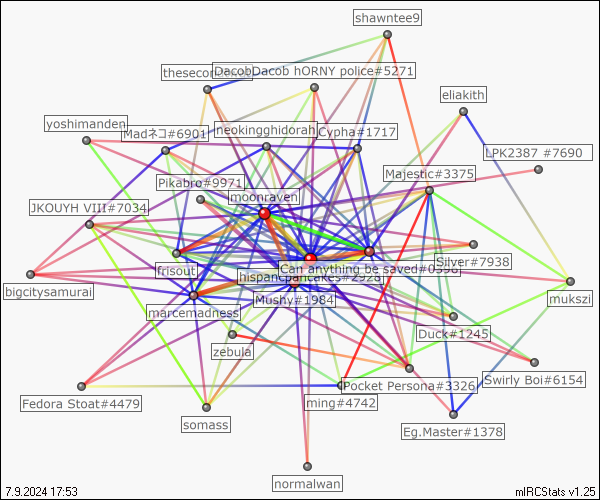 shawntee9
thesecon
DacobDacob hORNY police#5271
eliakith
yoshimanden
Madネコ#6901
neokingghidorah
Cypha#1717
LPK2387 #7690
Pikabro#9971
Majestic#3375
moonraven
JKOUYH VIII#7034
Silver#7938
frisout
Can anything be saved#0598
hispancpancakes#2928
bigcitysamurai
Mushy#1984
mukszi
marcemadness
Duck#1245
zebula
Pocket Persona#3326
Swirly Boi#6154
Fedora Stoat#4479
ming#4742
somass
Eg.Master#1378
normalwan
7.9.2024 17:53
mIRCStats v1.25